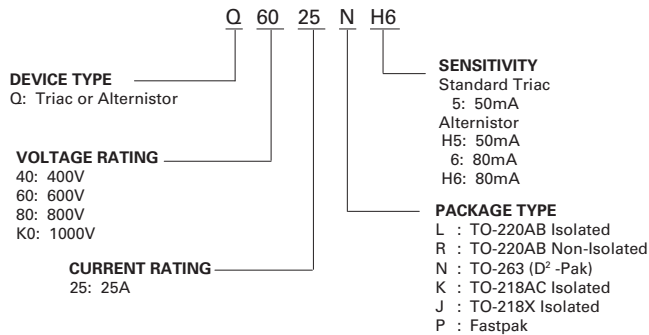 Q 60 25 N H6
DEVICE TYPE
Q: Triac or Alternistor
VOLTAGE RATING
40: 400V
60: 600V
80: 800V
K0: 1000V
CURRENT RATING
25: 25A
SENSITIVITY
Standard Triac
5: 50mA
Alternistor
H5: 50mA
6: 80mA
H6: 80mA
PACKAGE TYPE
L : TO-220AB Isolated
R : TO-220AB Non-Isolated
N : TO-263 (D² -Pak)
K : TO-218AC Isolated
J : TO-218X Isolated
P : Fastpak